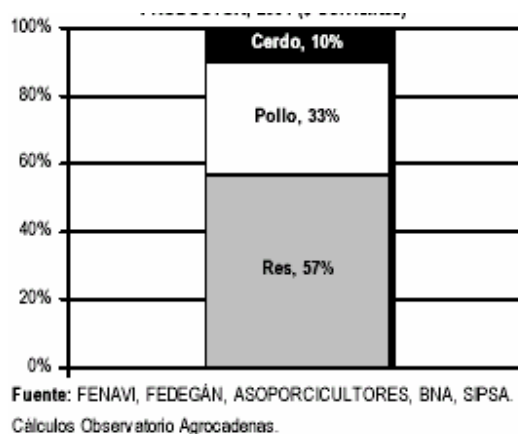 100%
Cerdo, 10%
80%
Pollo, 33%
60%
40%
Res, 57%
20%
0%
Fuente: FENAVI, FEDEGÁN, ASOPORCICULTORES, BNA, SIPSA.
Cálculos Observatorio Agrocadenas.